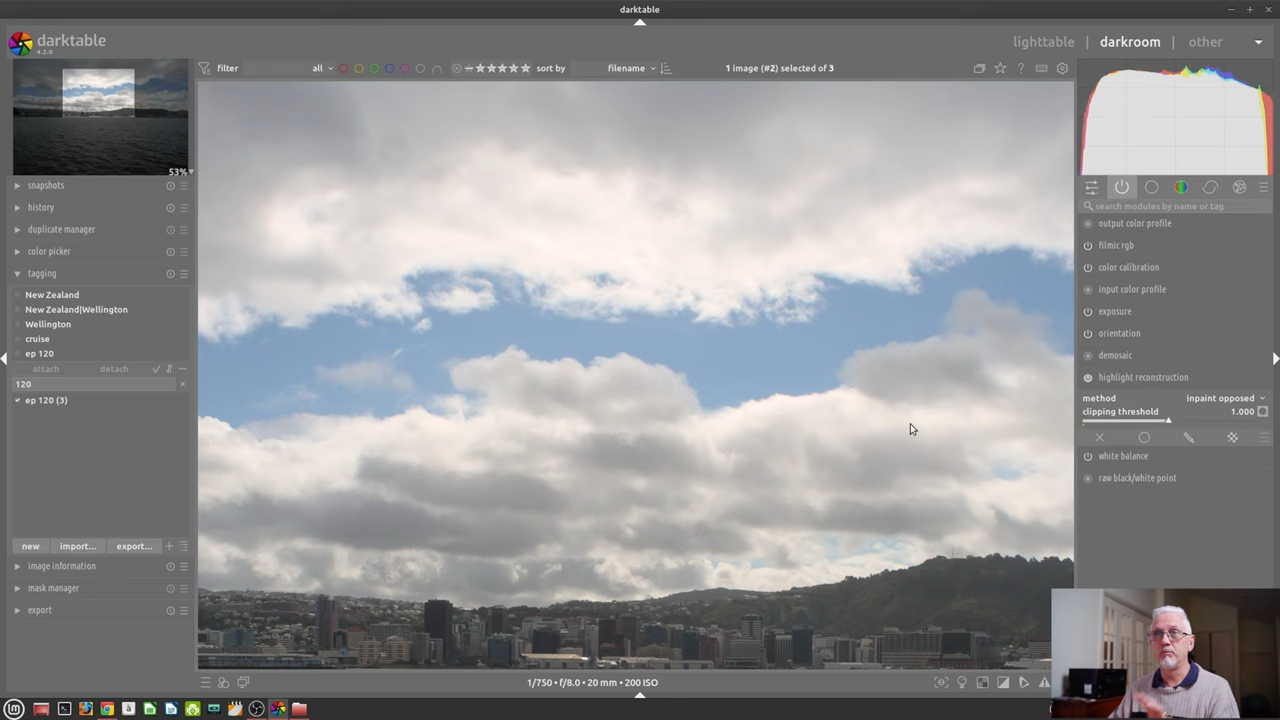 darktable
darktable
4.2.0
lighttable | darkroom | other
filter
all
sort by
filename
1 image (#2) selected of 3
?
53%
snapshots
history
duplicate manager
color picker
tagging
New Zealand
New Zealand|Wellington
Wellington
cruise
ep 120
attach
detach
120
ep 120 (3)
new
import...
export...
image information
mask manager
export
search modules by name or tag
output color profile
filmic rgb
color calibration
input color profile
exposure
orientation
demosaic
highlight reconstruction
method
inpaint opposed
clipping threshold
1.000
white balance
raw black/white point
1/750 • f/8.0 • 20 mm • 200 ISO